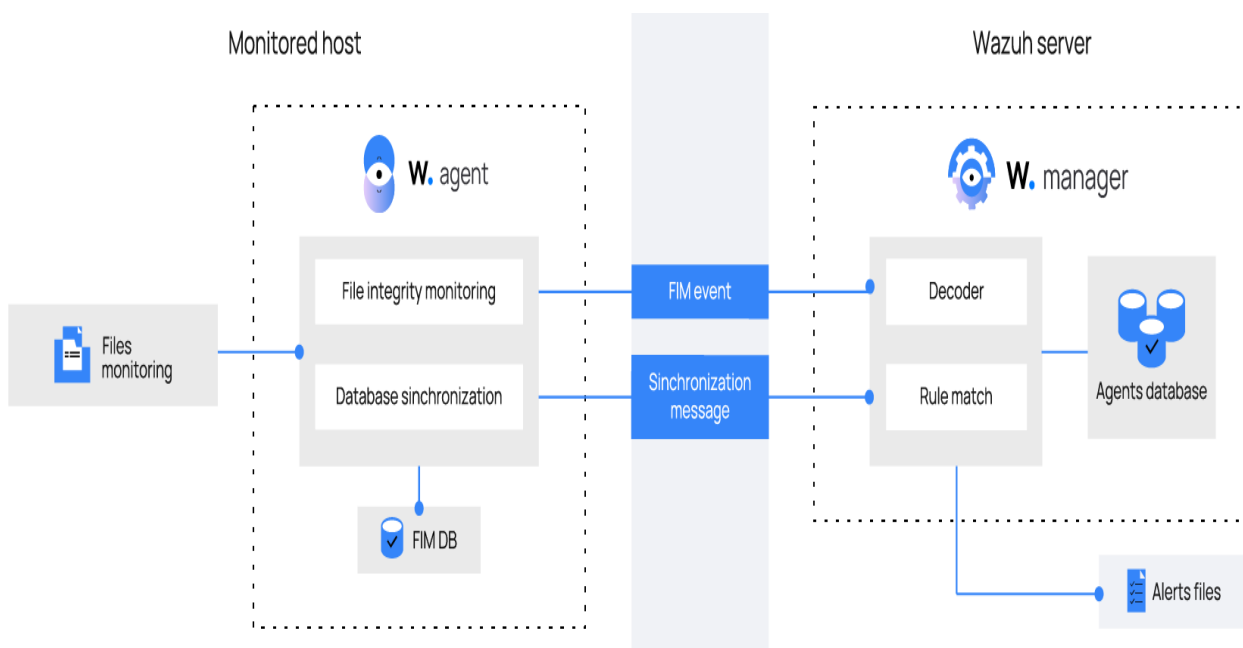 Monitored host
Wazuh server
W. agent
W. manager
File integrity monitoring
FIM event
Decoder
Files
monitoring
Database sinchronization
Sinchronization
message
Rule match
Agents database
FIM DB
Alerts files